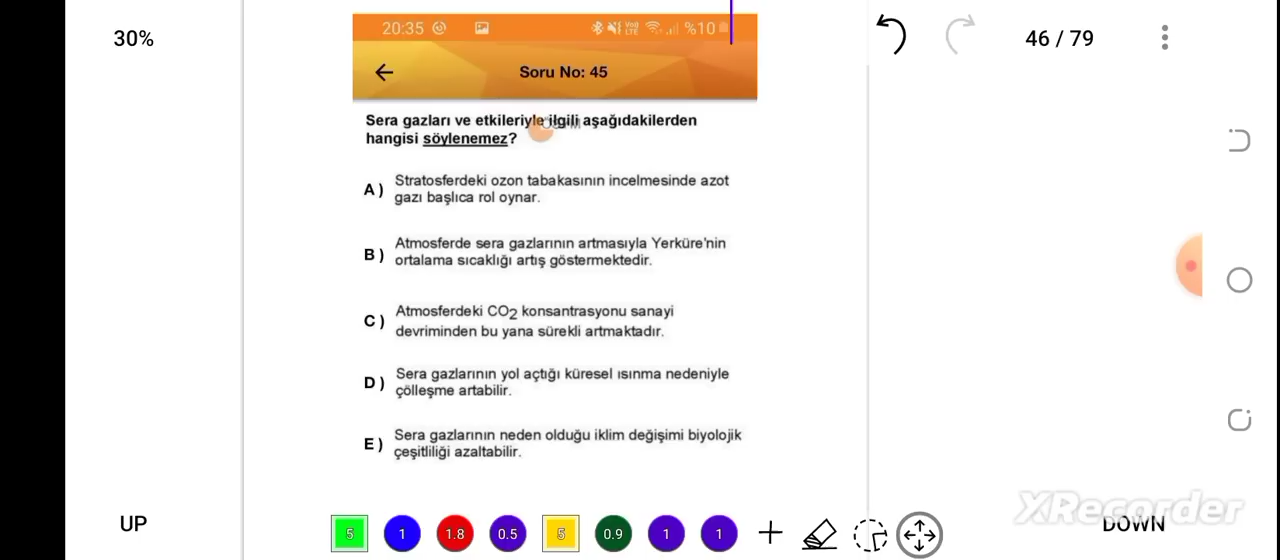 30%
20:35
Vod
LTE
%10
46 / 79
Soru No: 45
Sera gazları ve etkileriyle ilgili aşağıdakilerden
hangisi söylenemez?
A) Stratosferdeki ozon tabakasının incelmesinde azot
gazı başlıca rol oynar.
B) Atmosferde sera gazlarının artmasıyla Yerküre'nin
ortalama sıcaklığı artış göstermektedir.
C) Atmosferdeki CO2 konsantrasyonu sanayi
devriminden bu yana sürekli artmaktadır.
D) Sera gazlarının yol açtığı küresel ısınma nedeniyle
çölleşme artabilir.
E) Sera gazlarının neden olduğu iklim değişimi biyolojik
çeşitliliği azaltabilir.
XRecorder
UP
5 1 1.8 0.5 5 0.9 1 1
DOWN